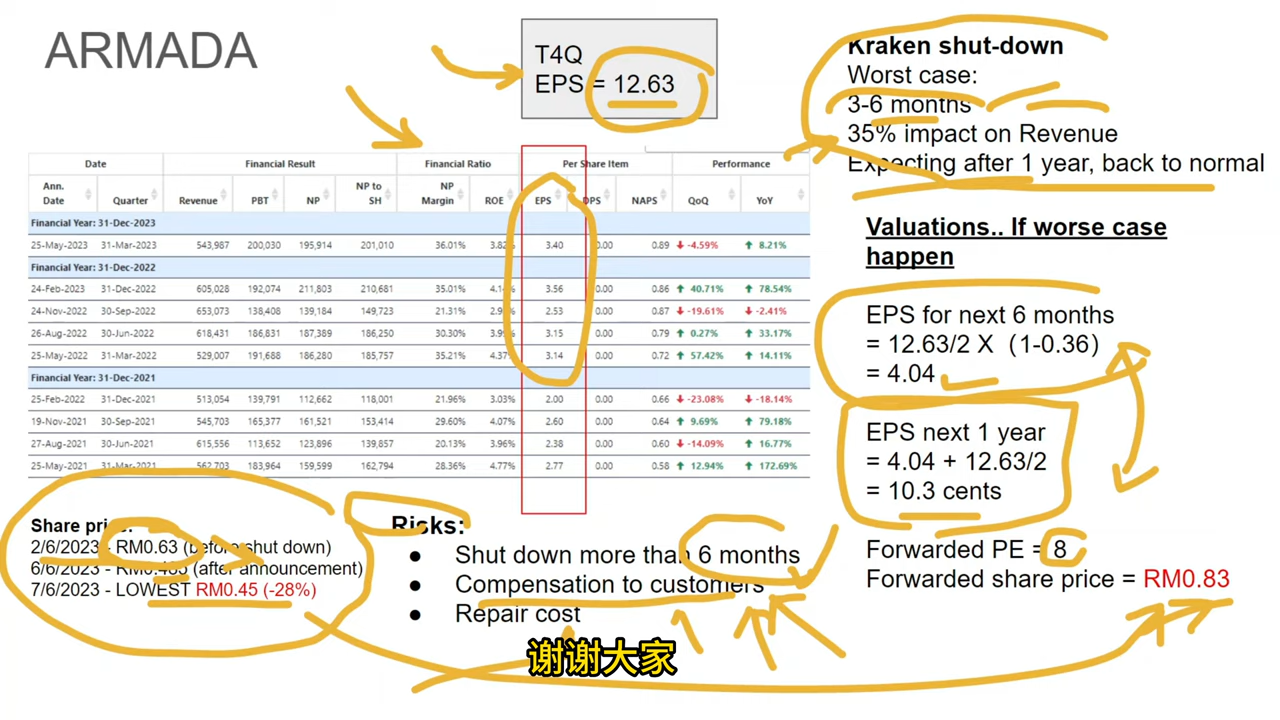 ARMADA
T4Q
EPS = 12.63
Kraken shut-down
Worst case:
3-6 months
35% impact on Revenue
Expecting after 1 year, back to normal
Date Financial Result Financial Ratio Per Share Item Performance
Ann. Date Quarter Revenue PBT NP NP to SH NP Margin ROE EPS DPS NAPS QoQ YoY
Financial Year: 31-Dec-2023
25-May-2023 31-Mar-2023 543,987 200,030 195,914 201,010 36.01% 3.82% 3.40 0.00 0.89 -4.59% 8.21%
Financial Year: 31-Dec-2022
24-Feb-2023 31-Dec-2022 605,028 192,074 211,803 210,681 35.01% 3.56 0.00 0.86 40.71% 78.54%
24-Nov-2022 30-Sep-2022 653,073 138,408 139,184 149,723 21.31% 2.53 0.00 0.87 -19.61% -2.41%
26-Aug-2022 30-Jun-2022 618,431 186,831 187,389 186,250 30.30% 3.15 0.00 0.79 0.27% 33.17%
25-May-2022 31-Mar-2022 529,007 191,688 186,280 185,757 35.21% 3.14 0.00 0.72 57.42% 14.11%
Financial Year: 31-Dec-2021
25-Feb-2022 31-Dec-2021 513,054 139,791 112,662 118,001 21.96% 3.03% 2.00 0.00 0.66 -23.08% -18.14%
19-Nov-2021 30-Sep-2021 545,703 165,377 161,521 153,414 29.60% 4.07% 2.60 0.00 0.64 9.69% 79.18%
27-Aug-2021 30-Jun-2021 615,556 113,652 123,896 139,857 20.13% 3.96% 2.38 0.00 0.60 -14.09% 16.77%
25-May-2021 31-Mar-2021 562,703 183,964 159,599 162,794 28.36% 4.77% 2.77 0.00 0.58 12.94% 172.69%
Valuations.. If worse case
happen
EPS for next 6 months
= 12.63/2 X (1-0.36)
= 4.04
EPS next 1 year
= 4.04 + 12.63/2
= 10.3 cents
Forwarded PE = 8
Forwarded share price = RM0.83
Share price:
2/6/2023 - RM0.63 (before shut down)
6/6/2023 - (after announcement)
7/6/2023 - LOWEST RM0.45 (-28%)
Risks:
● Shut down more than 6 months
● Compensation to customers
● Repair cost
谢谢大家